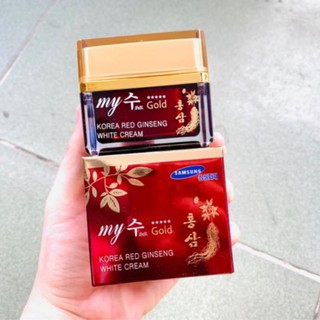 my 수 ★★★★★ Gold
KOREA RED GINSENG
WHITE CREAM
홍삼
SAMSUNG
my 수 ★★★★★ Gold
KOREA RED GINSENG
WHITE CREAM
홍삼